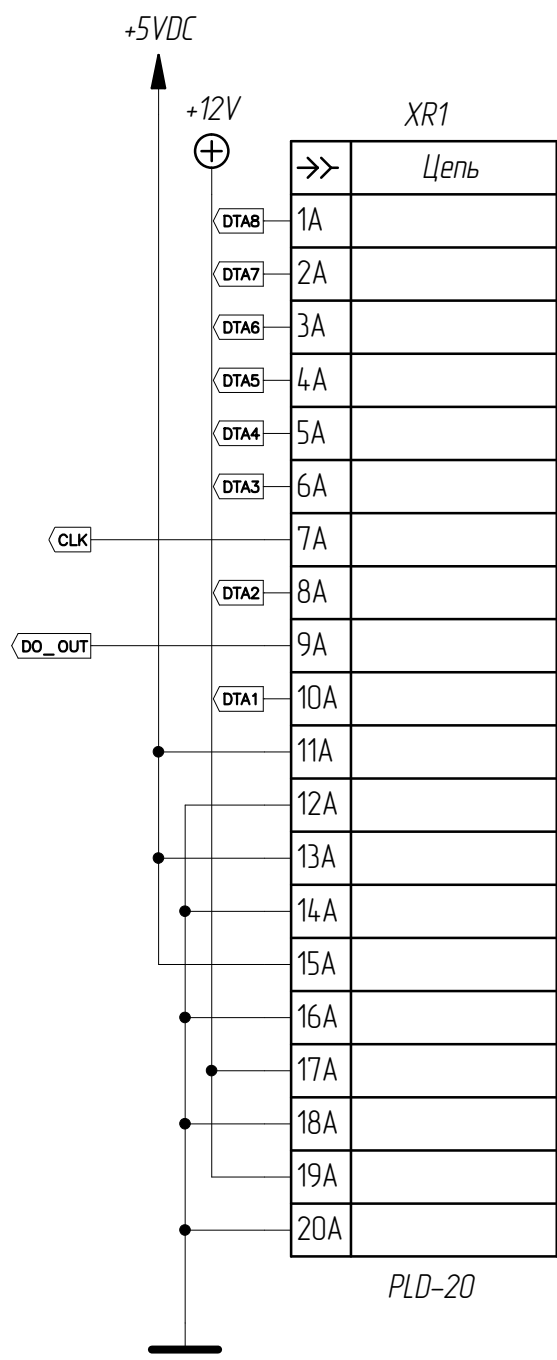 +5VDC
+12V
XR1
Цепь
DTA8 1A
DTA7 2A
DTA6 3A
DTA5 4A
DTA4 5A
DTA3 6A
CLK 7A
DTA2 8A
DO_OUT 9A
DTA1 10A
11A
12A
13A
14A
15A
16A
17A
18A
19A
20A
PLD-20